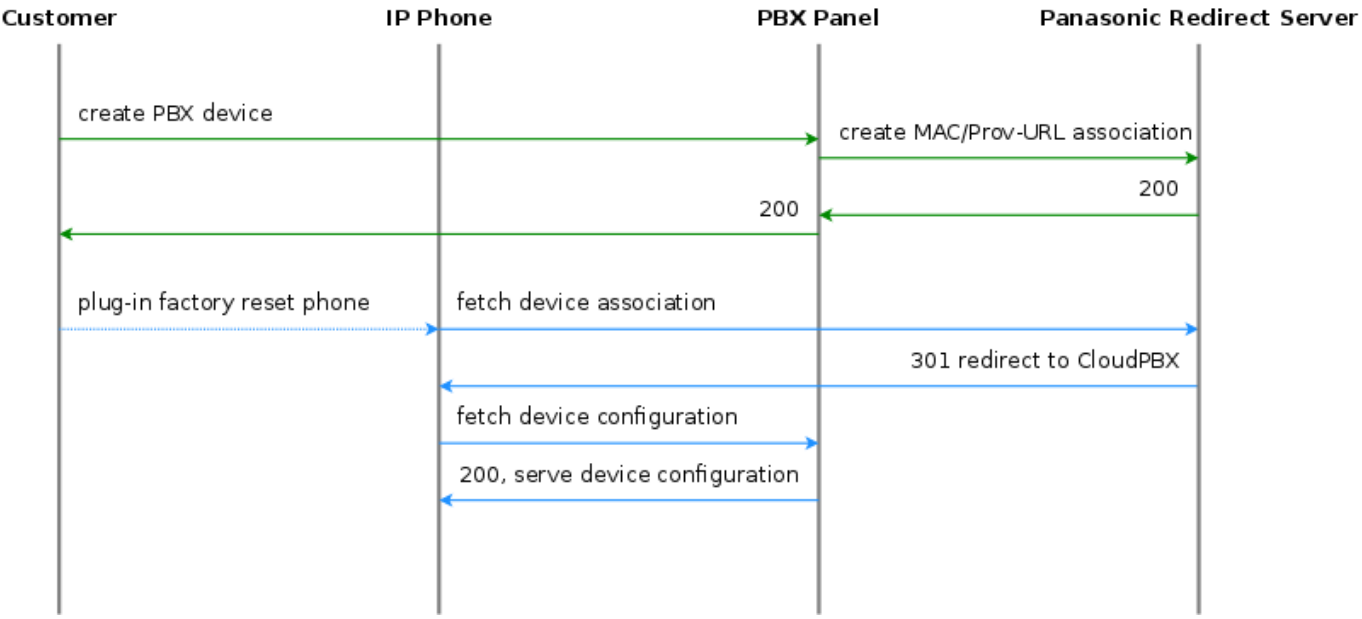 Customer IP Phone PBX Panel Panasonic Redirect Server
create PBX device
create MAC/Prov-URL association
200
200
plug-in factory reset phone fetch device association
301 redirect to CloudPBX
fetch device configuration
200, serve device configuration